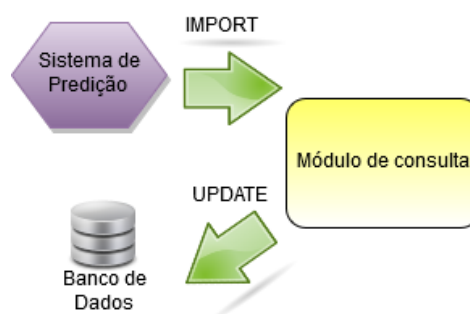 IMPORT
Sistema de
Predição
Módulo de consulta
UPDATE
Banco de
Dados